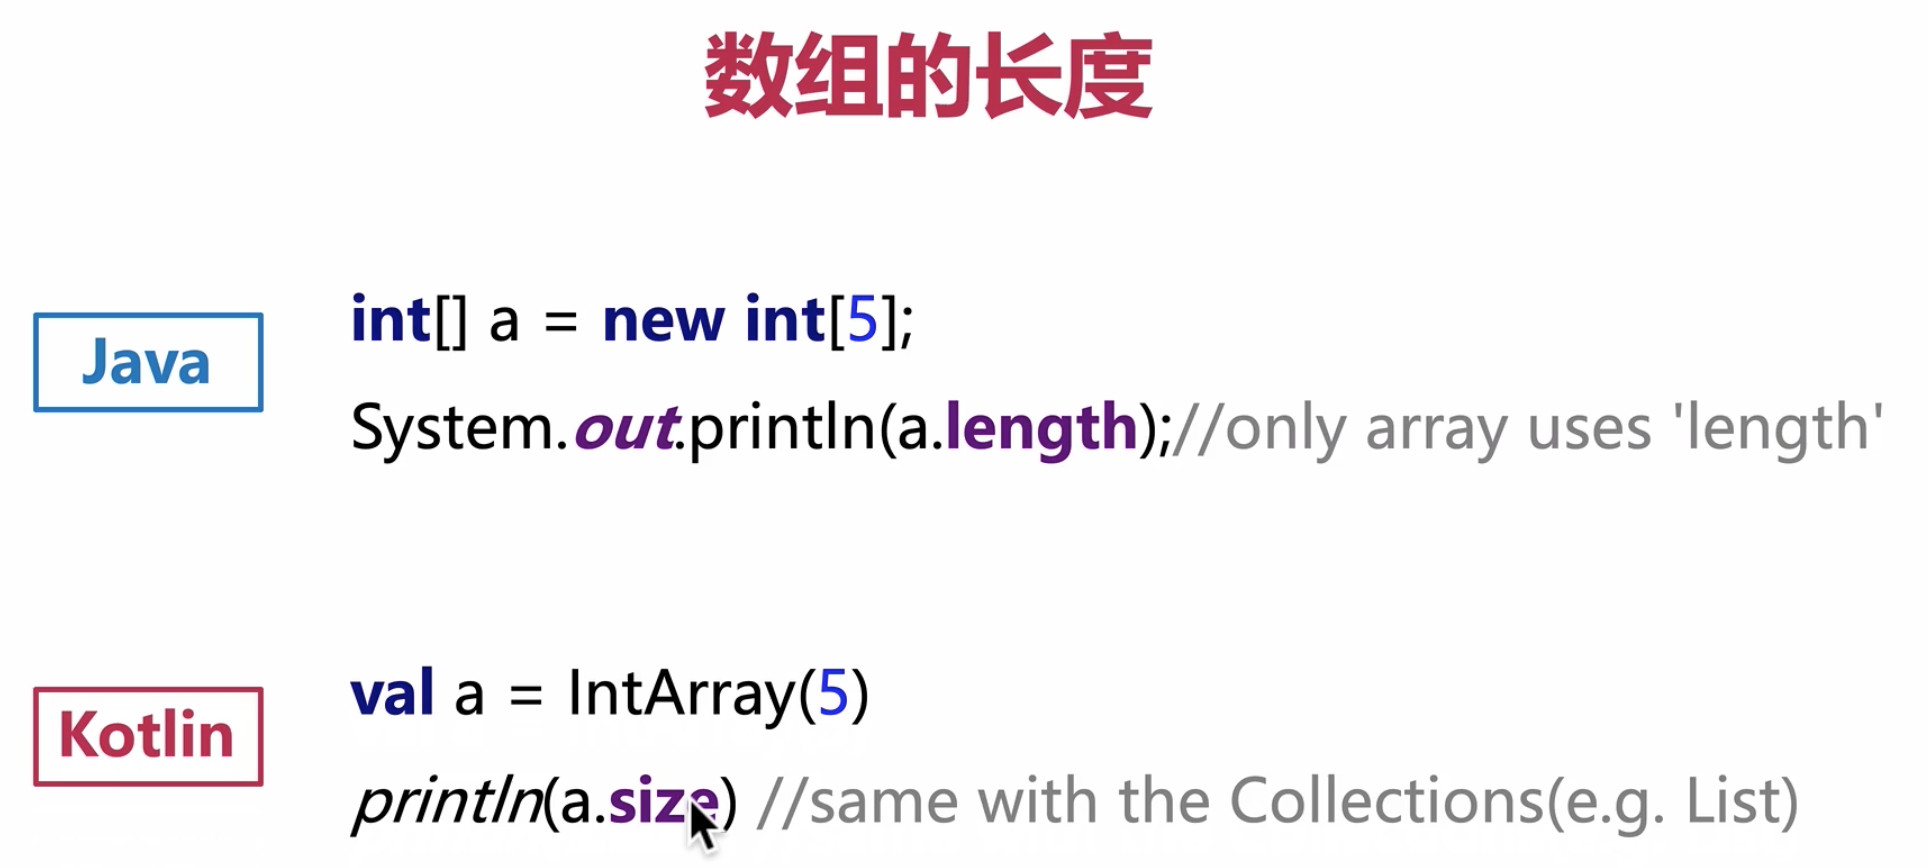 数组的长度
Java
int[] a = new int[5];
System.out.println(a.length);//only array uses 'length'
Kotlin
val a = IntArray(5)
println(a.size) //same with the Collections(e.g. List)